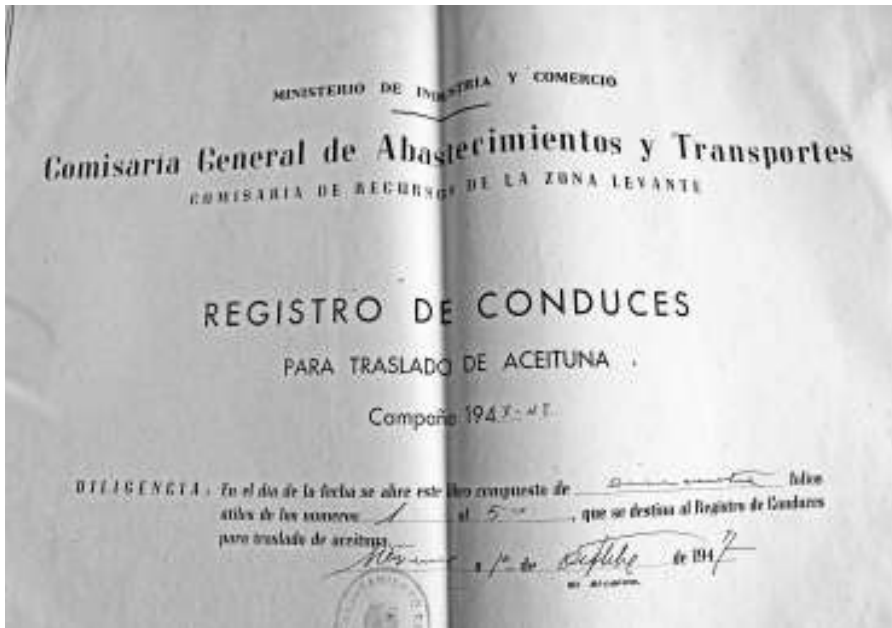 MINISTERIO DE INDUSTRIA Y COMERCIO
Comisaría General de Abastecimientos y Transportes
COMISARIA DE RECURSOS DE LA ZONA LEVANTE
REGISTRO DE CONDUCES
PARA TRASLADO DE ACEITUNA
Campaña 194
DILIGENCIA: En el día de la fecha se abre este libro compuesto de folios
útiles de los números 1 al , que se destina al Registro de Conduces
para traslado de aceituna.
a 1º de de 1947